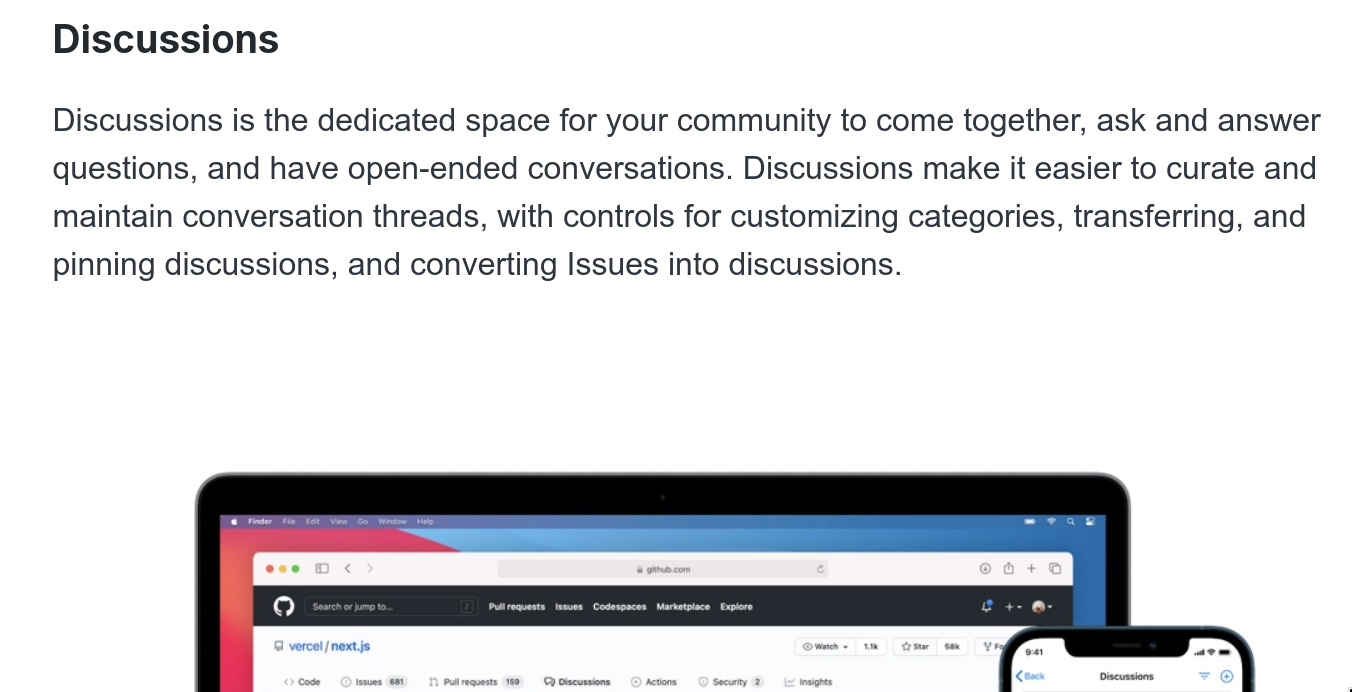 Discussions
Discussions is the dedicated space for your community to come together, ask and answer
questions, and have open-ended conversations. Discussions make it easier to curate and
maintain conversation threads, with controls for customizing categories, transferring, and
pinning discussions, and converting Issues into discussions.
Finder File Edit View Go Window Help
github.com
Search or jump to... / Pull requests Issues Codespaces Marketplace Explore
vercel/next.js Watch 1.1k Star 58k
9:41
Code Issues 681 Pull requests 159 Discussions Actions Security 2 Insights
Back Discussions